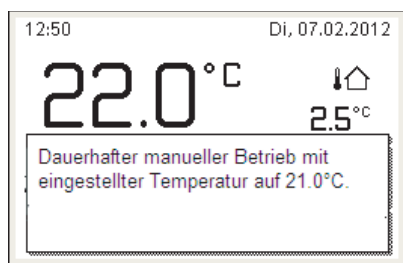 12:50 Di, 07.02.2012
22.0°C
2.5°C
Dauerhafter manueller Betrieb mit
eingestellter Temperatur auf 21.0°C.